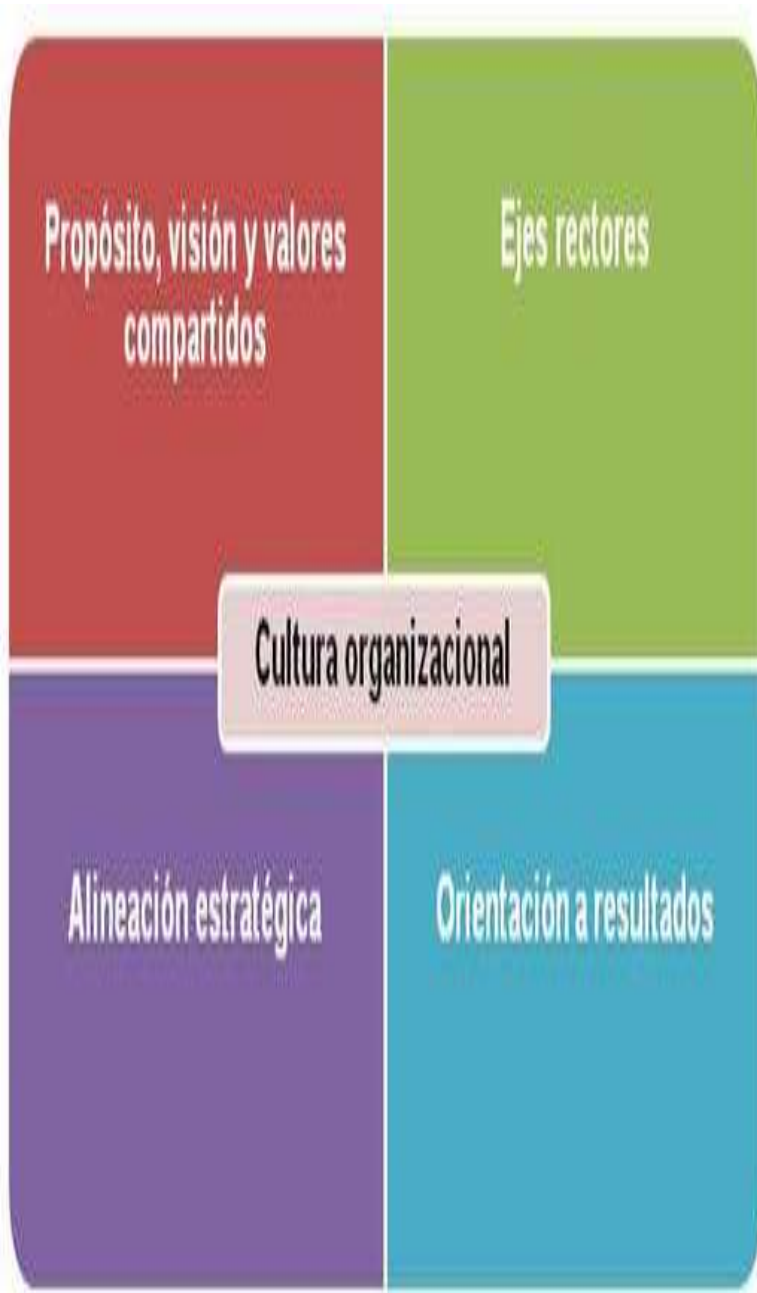 Propósito, visión y valores
compartidos
Ejes rectores
Cultura organizacional
Alineación estratégica
Orientación a resultados